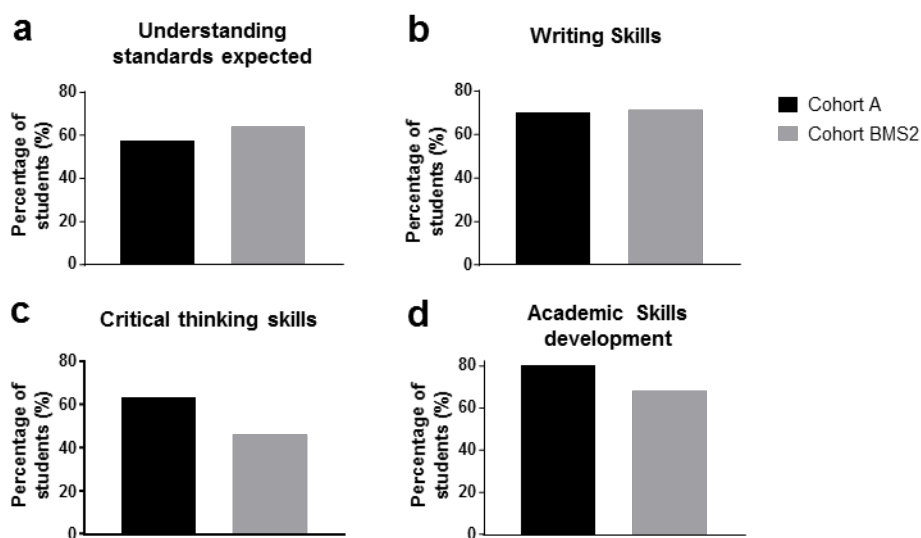 a
Understanding
standards expected
Percentage of
students (%)
80
60
40
20
0
b
Writing Skills
Percentage of
students (%)
80
60
40
20
0
Cohort A
Cohort BMS2
c
Critical thinking skills
Percentage of
students (%)
80
60
40
20
0
d
Academic Skills
development
Percentage of
students (%)
80
60
40
20
0